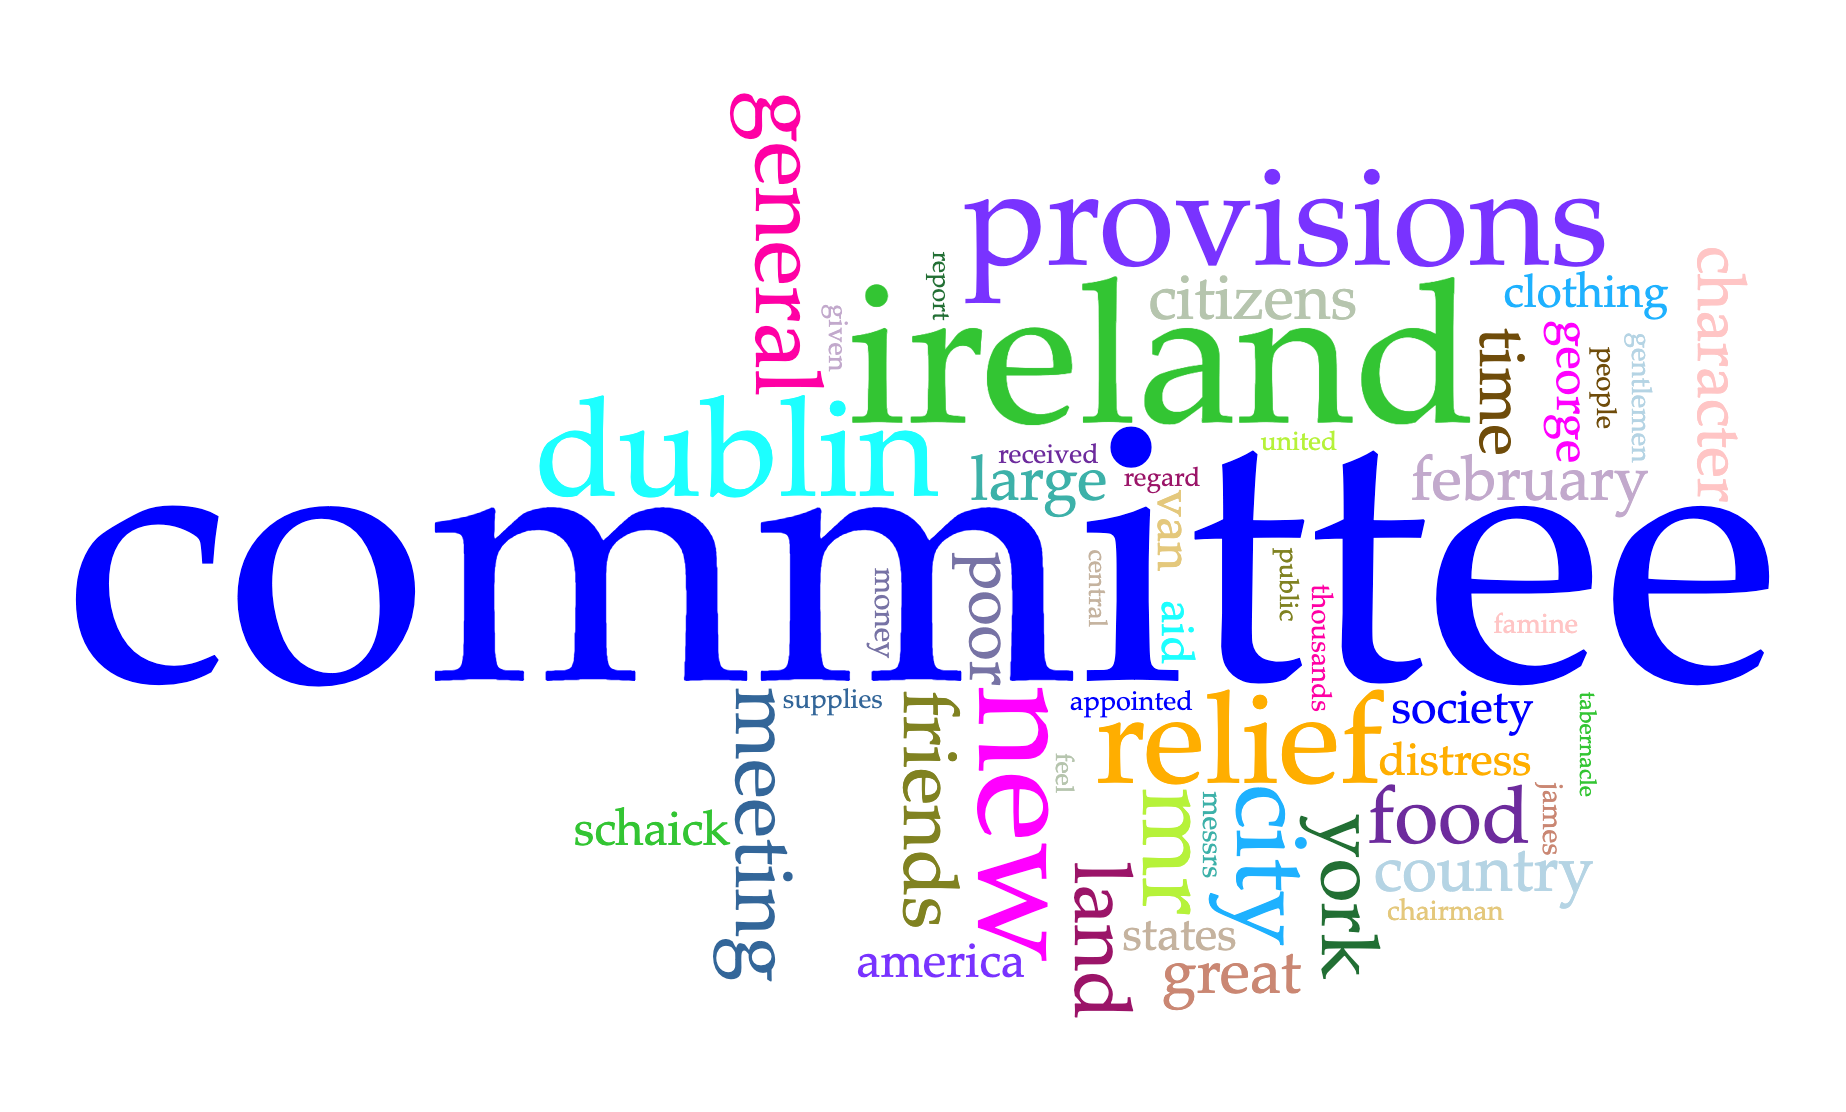 general
provisions
report
citizens
clothing
character
given
ireland
time
george
people
gentlemen
dublin
received
united
large
regard
february
committee
van
poor
central
public
money
thousands
aid
famine
meeting
supplies
friends
new
appointed
relief
society
tabernacle
distress
feel
schaick
mr
messrs
city
york
food
james
country
land
chairman
states
america
great